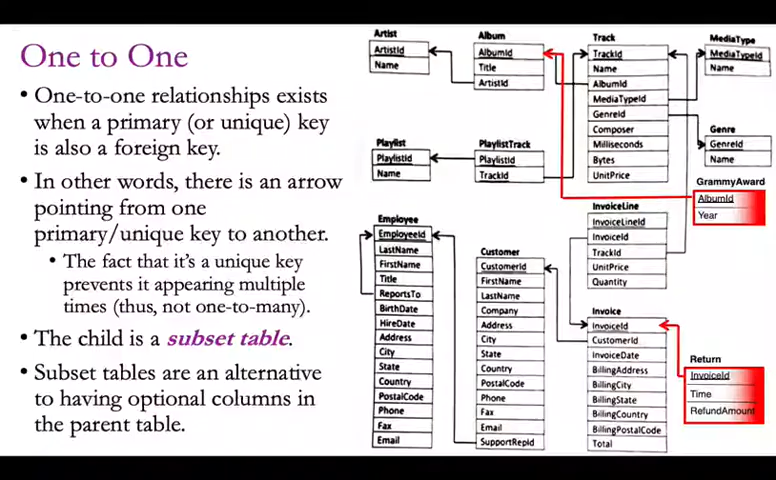 One to One
• One-to-one relationships exists
when a primary (or unique) key
is also a foreign key.
• In other words, there is an arrow
pointing from one
primary/unique key to another.
• The fact that it's a unique key
prevents it appearing multiple
times (thus, not one-to-many).
• The child is a subset table.
• Subset tables are an alternative
to having optional columns in
the parent table.
Artist
ArtistId
Name
Album
AlbumId
Title
ArtistId
Track
TrackId
Name
AlbumId
MediaTypeId
GenreId
Composer
Milliseconds
Bytes
UnitPrice
MediaType
MediaTypeId
Name
Genre
GenreId
Name
Playlist
PlaylistId
Name
PlaylistTrack
PlaylistId
TrackId
GrammyAward
AlbumId
Year
InvoiceLine
InvoiceLineId
InvoiceId
TrackId
UnitPrice
Quantity
Employee
EmployeeId
LastName
FirstName
Title
ReportsTo
BirthDate
HireDate
Address
City
State
Country
PostalCode
Phone
Fax
Email
Customer
CustomerId
FirstName
LastName
Company
Address
City
State
Country
PostalCode
Phone
Fax
Email
SupportRepId
Invoice
InvoiceId
CustomerId
InvoiceDate
BillingAddress
BillingCity
BillingState
BillingCountry
BillingPostalCode
Total
Return
InvoiceId
Time
RefundAmount